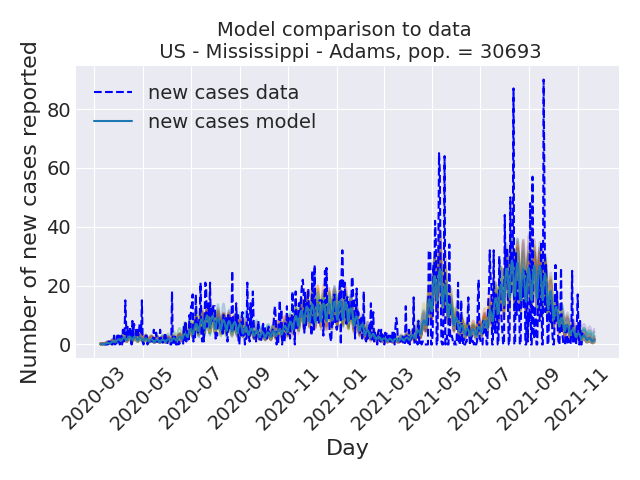 Model comparison to data
US - Mississippi - Adams, pop. = 30693
Number of new cases reported
new cases data
new cases model
80
60
40
20
0
2020-03
2020-05
2020-07
2020-09
2020-11
2021-01
2021-03
2021-05
2021-07
2021-09
2021-11
Day